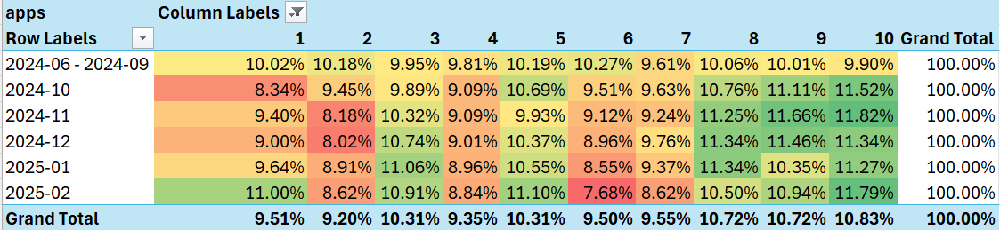 apps Column Labels
Row Labels 1 2 3 4 5 6 7 8 9 10 Grand Total
2024-06 - 2024-09 10.02% 10.18% 9.95% 9.81% 10.19% 10.27% 9.61% 10.06% 10.01% 9.90% 100.00%
2024-10 8.34% 9.45% 9.89% 9.09% 10.69% 9.51% 9.63% 10.76% 11.11% 11.52% 100.00%
2024-11 9.40% 8.18% 10.32% 9.09% 9.93% 9.12% 9.24% 11.25% 11.66% 11.82% 100.00%
2024-12 9.00% 8.02% 10.74% 9.01% 10.37% 8.96% 9.76% 11.34% 11.46% 11.34% 100.00%
2025-01 9.64% 8.91% 11.06% 8.96% 10.55% 8.55% 9.37% 11.34% 10.35% 11.27% 100.00%
2025-02 11.00% 8.62% 10.91% 8.84% 11.10% 7.68% 8.62% 10.50% 10.94% 11.79% 100.00%
Grand Total 9.51% 9.20% 10.31% 9.35% 10.31% 9.50% 9.55% 10.72% 10.72% 10.83% 100.00%